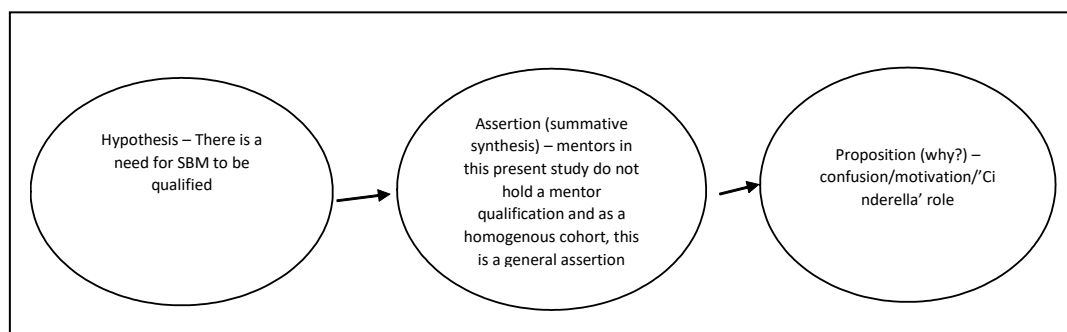 Hypothesis – There is a
need for SBM to be
qualified
Assertion (summative
synthesis) – mentors in
this present study do not
hold a mentor
qualification and as a
homogenous cohort, this
is a general assertion
Proposition (why?) –
confusion/motivation/'Ci
nderella' role